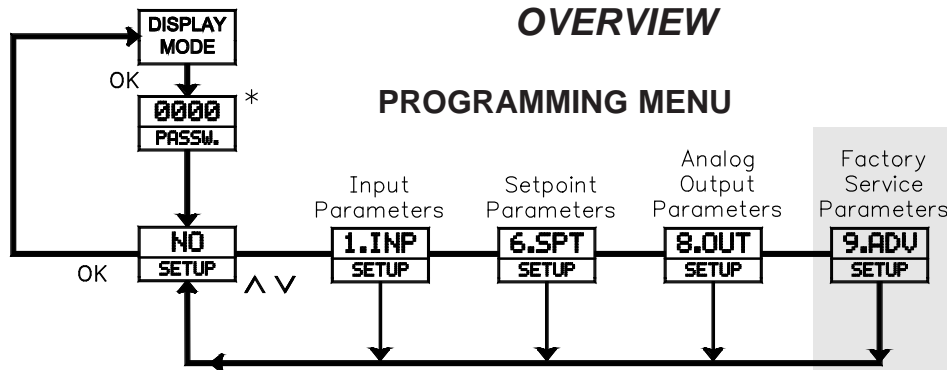 OVERVIEW
PROGRAMMING MENU
DISPLAY
MODE
OK
0000
*
PASSW.
Input
Parameters
Setpoint
Parameters
Analog
Output
Parameters
Factory
Service
Parameters
NO
SETUP
1.INP
SETUP
6.SPT
SETUP
8.OUT
SETUP
9.ADV
SETUP
OK